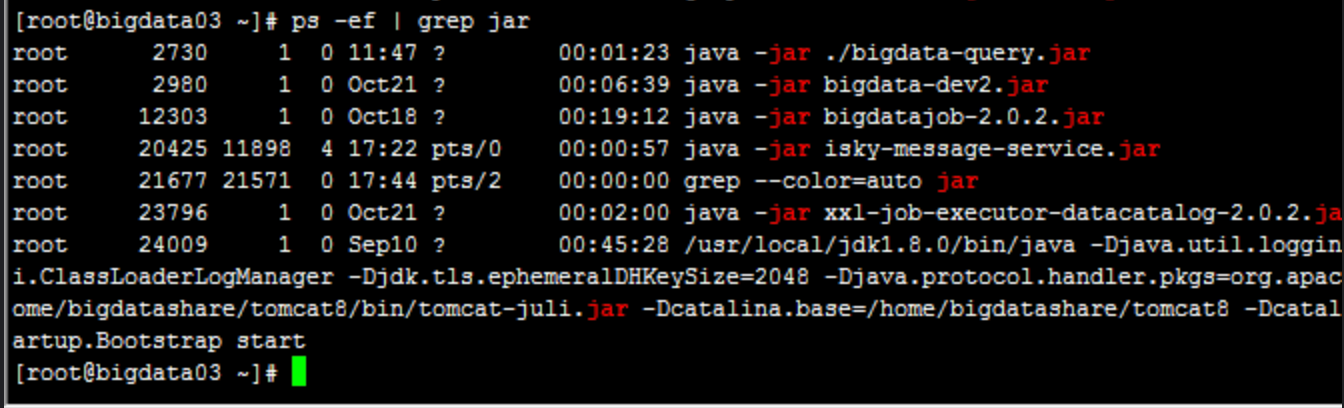 [root@bigdata03 ~]# ps -ef | grep jar
root      2730     1  0 11:47 ?        00:01:23 java -jar ./bigdata-query.jar
root      2980     1  0 Oct21 ?        00:06:39 java -jar bigdata-dev2.jar
root     12303     1  0 Oct18 ?        00:19:12 java -jar bigdatajob-2.0.2.jar
root     20425 11898  4 17:22 pts/0    00:00:57 java -jar isky-message-service.jar
root     21677 21571  0 17:44 pts/2    00:00:00 grep --color=auto jar
root     23796     1  0 Oct21 ?        00:02:00 java -jar xxl-job-executor-datacatalog-2.0.2.ja
root     24009     1  0 Sep10 ?        00:45:28 /usr/local/jdk1.8.0/bin/java -Djava.util.loggin
i.ClassLoaderLogManager -Djdk.tls.ephemeralDHKeySize=2048 -Djava.protocol.handler.pkgs=org.apac
ome/bigdatashare/tomcat8/bin/tomcat-juli.jar -Dcatalina.base=/home/bigdatashare/tomcat8 -Dcatal
artup.Bootstrap start
[root@bigdata03 ~]#